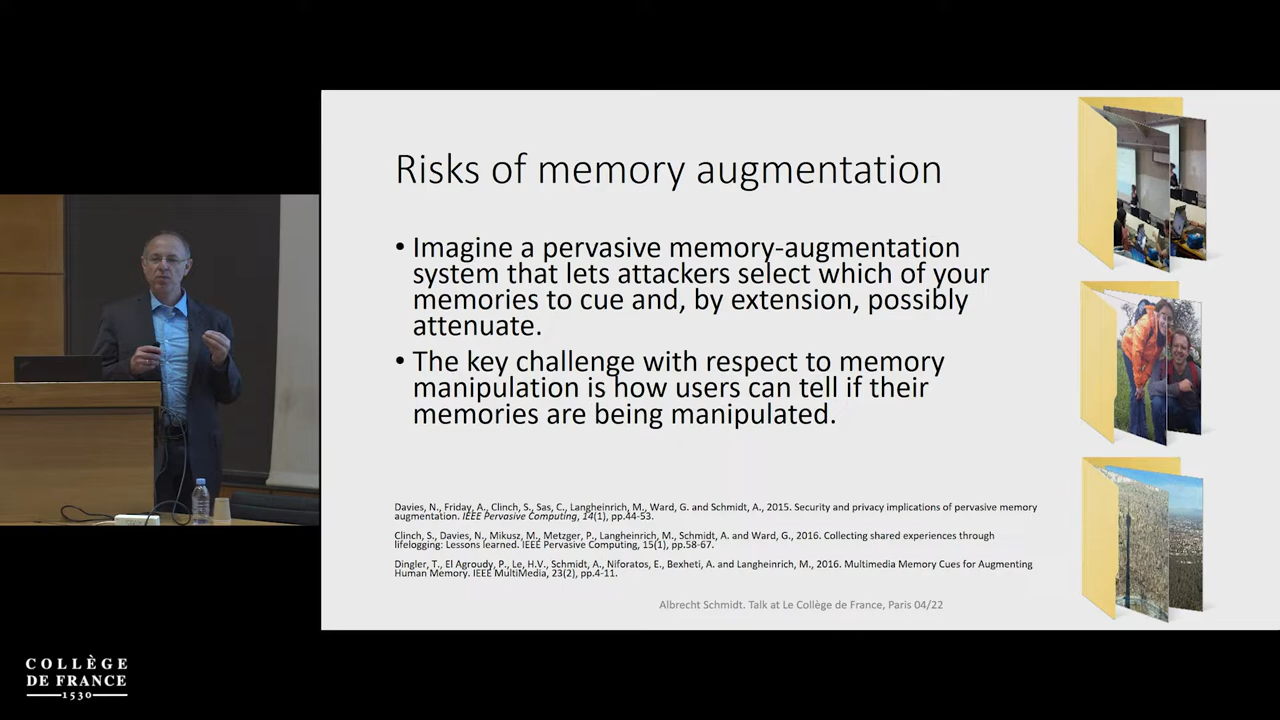 Risks of memory augmentation
• Imagine a pervasive memory-augmentation
system that lets attackers select which of your
memories to cue and, by extension, possibly
attenuate.
• The key challenge with respect to memory
manipulation is how users can tell if their
memories are being manipulated.
Davies, N., Friday, A., Clinch, S., Sas, C., Langheinrich, M., Ward, G. and Schmidt, A., 2015. Security and privacy implications of pervasive memory
augmentation. IEEE Pervasive Computing, 14(1), pp.44-53.
Clinch, S., Davies, N., Mikusz, M., Metzger, P., Langheinrich, M., Schmidt, A. and Ward, G., 2016. Collecting shared experiences through
lifelogging: Lessons learned. IEEE Pervasive Computing, 15(1), pp.58-67.
Dingler, T., El Agroudy, P., Le, H.V., Schmidt, A., Niforatos, E., Bexheti, A. and Langheinrich, M., 2016. Multimedia Memory Cues for Augmenting
Human Memory. IEEE MultiMedia, 23(2), pp.4-11.
Albrecht Schmidt. Talk at Le Collège de France, Paris 04/22
COLLÈGE
DE FRANCE
1530